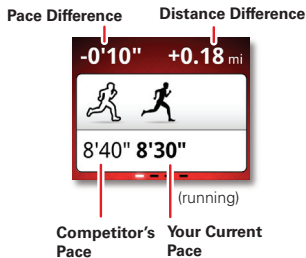 Pace Difference
Distance Difference
-0'10" +0.18 mi
8'40" 8'30"
(running)
Competitor's
Pace
Your Current
Pace